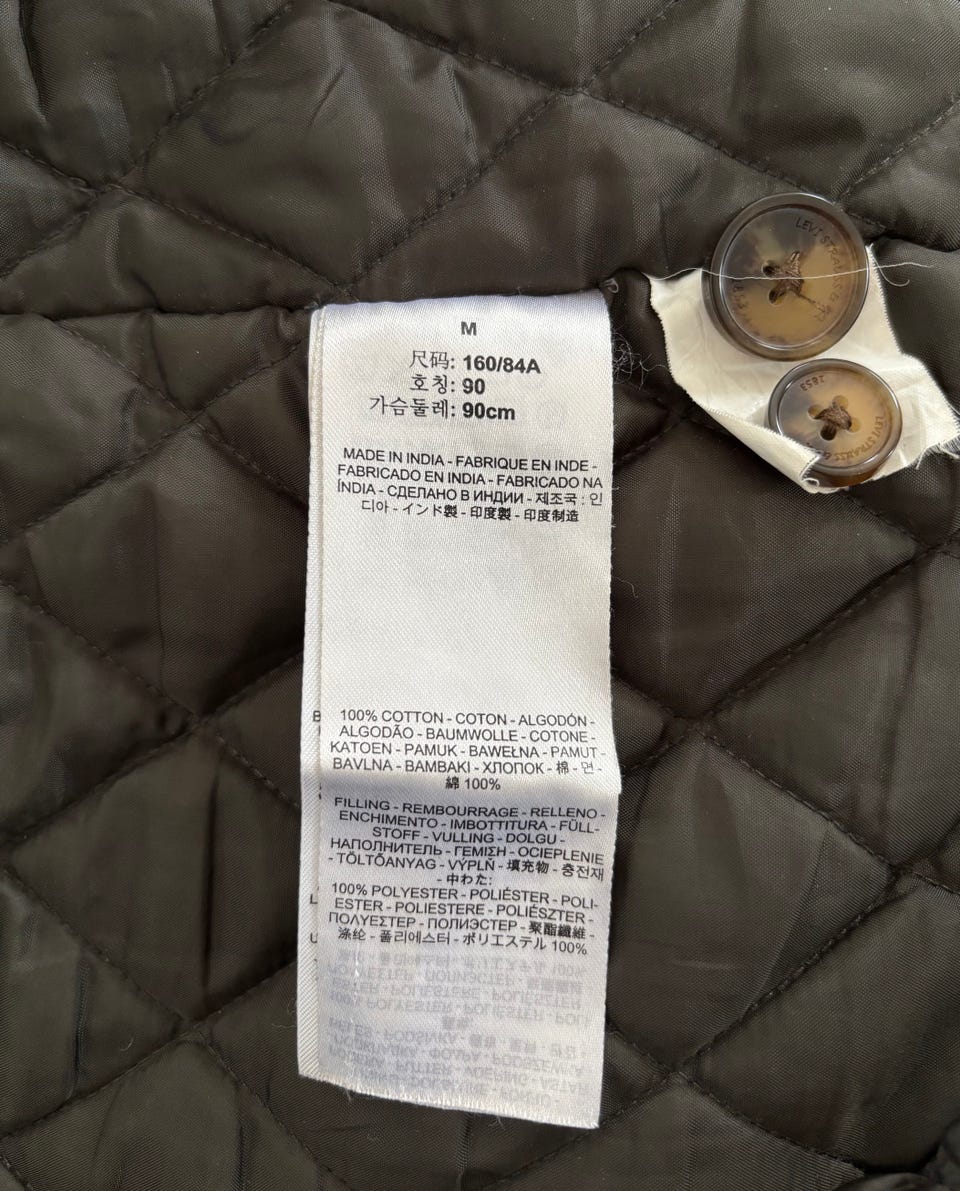 M
尺码: 160/84A
호칭: 90
가슴둘레: 90cm
MADE IN INDIA - FABRIQUE EN INDE -
FABRICADO EN INDIA - FABRICADO NA
ÍNDIA - СДЕЛАНО В ИНДИИ - 제조국 : 인
디아 - インド製 - 印度製 - 印度制造
100% COTTON - COTON - ALGODÓN -
ALGODÃO - BAUMWOLLE - COTONE -
KATOEN - PAMUK - BAWEŁNA - PAMUT -
BAVLNA - BAMBAKI - ХЛОПОК - 棉 - 면 -
綿 100%
FILLING - REMBOURRAGE - RELLENO -
ENCHIMENTO - IMBOTTITURA - FÜLL-
STOFF - VULLING - DOLGU -
НАПОЛНИТЕЛЬ - ΓΕΜΙΣΗ - OCIEPLENIE
- TÖLTŐANYAG - VÝPLŇ - 填充物 - 충전재
- 中わた:
100% POLYESTER - POLIÉSTER - POLI-
ESTER - POLIESTERE - POLIÉSZTER -
ΠΟΛΥΕΣΤΕΡ - ПОЛИЭСТЕР - 聚酯纖維 -
涤纶 - 폴리에스터 - ポリエステル 100%
LEVI STRAUSS &
LEVI STRAUSS &
1853